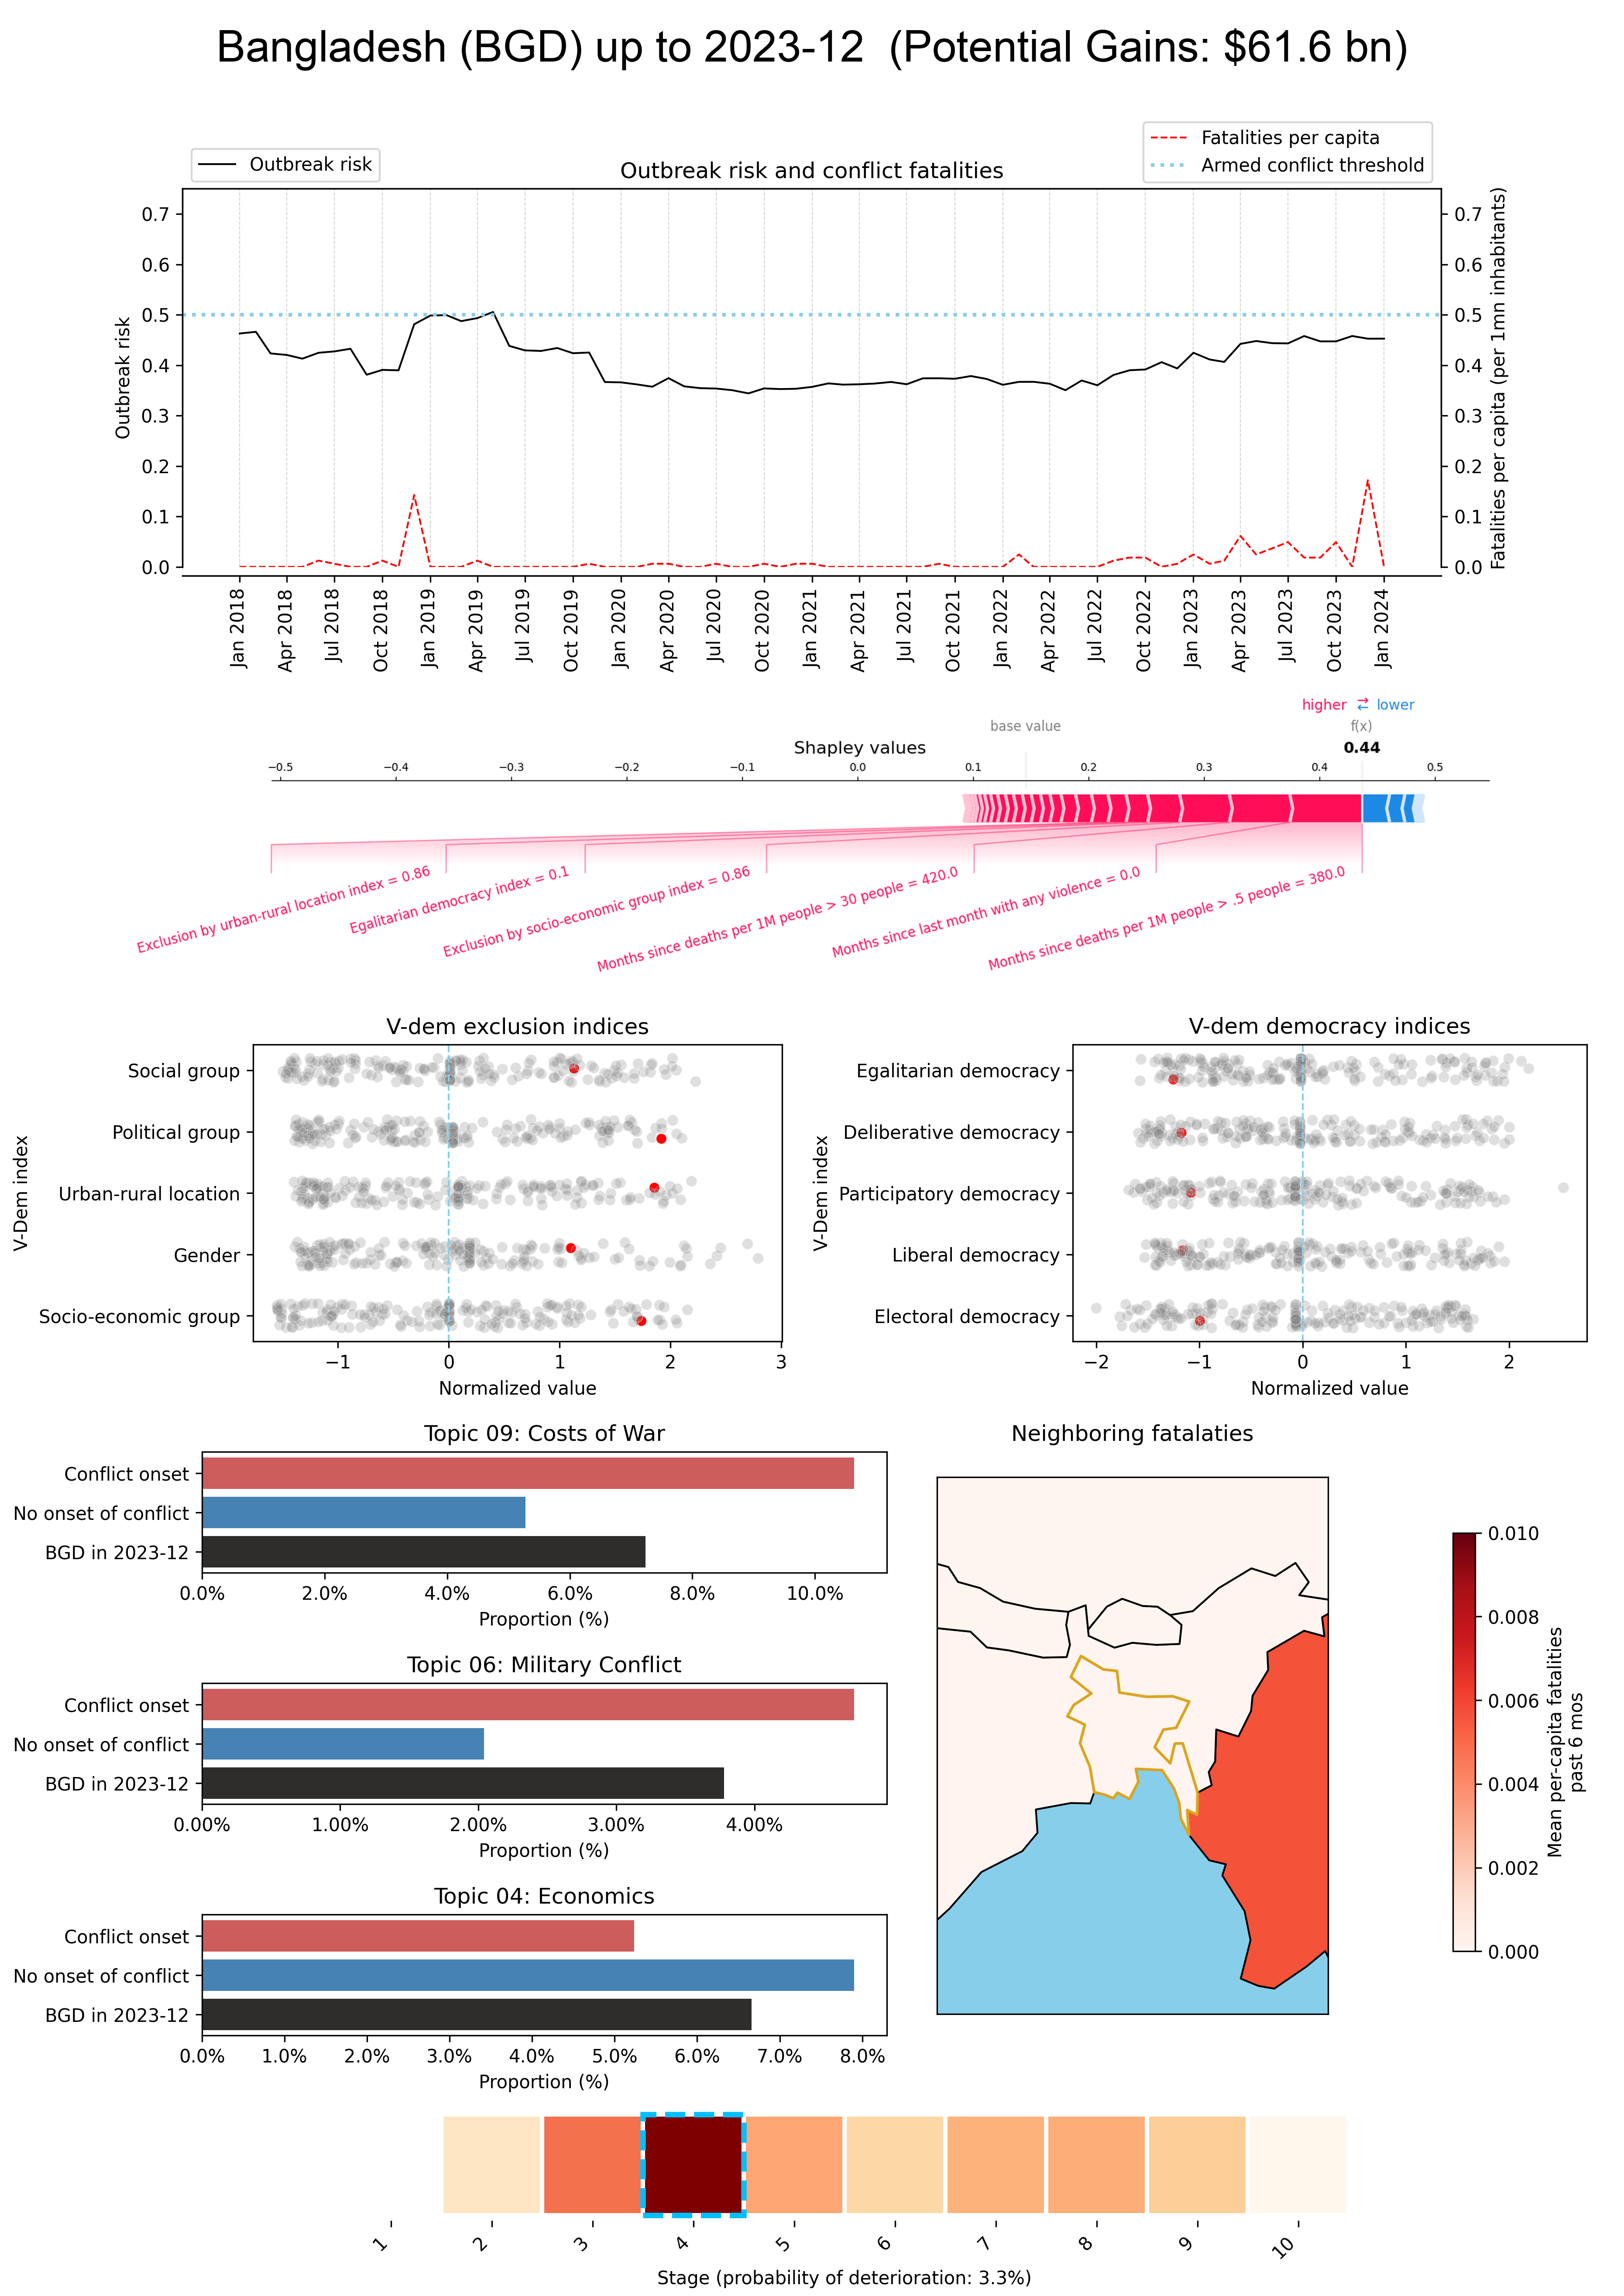 Bangladesh (BGD) up to 2023-12  (Potential Gains: $61.6 bn)
Outbreak risk
Outbreak risk and conflict fatalities
Fatalities per capita
Armed conflict threshold
Outbreak risk
0.7
0.6
0.5
0.4
0.3
0.2
0.1
0.0
0.7
0.6
0.5
0.4
0.3
0.2
0.1
0.0
Fatalities per capita (per 1mn inhabitants)
Jan 2018
Apr 2018
Jul 2018
Oct 2018
Jan 2019
Apr 2019
Jul 2019
Oct 2019
Jan 2020
Apr 2020
Jul 2020
Oct 2020
Jan 2021
Apr 2021
Jul 2021
Oct 2021
Jan 2022
Apr 2022
Jul 2022
Oct 2022
Jan 2023
Apr 2023
Jul 2023
Oct 2023
Jan 2024
higher ⇄ lower
base value
f(x)
Shapley values
0.44
−0.5
−0.4
−0.3
−0.2
−0.1
0.0
0.1
0.2
0.3
0.4
0.5
Exclusion by urban-rural location index = 0.86
Egalitarian democracy index = 0.1
Exclusion by socio-economic group index = 0.86
Months since deaths per 1M people > 30 people = 420.0
Months since last month with any violence = 0.0
Months since deaths per 1M people > .5 people = 380.0
V-dem exclusion indices
V-Dem index
Social group
Political group
Urban-rural location
Gender
Socio-economic group
−1
0
1
2
3
Normalized value
V-dem democracy indices
V-Dem index
Egalitarian democracy
Deliberative democracy
Participatory democracy
Liberal democracy
Electoral democracy
−2
−1
0
1
2
Normalized value
Topic 09: Costs of War
Conflict onset
No onset of conflict
BGD in 2023-12
0.0%
2.0%
4.0%
6.0%
8.0%
10.0%
Proportion (%)
Topic 06: Military Conflict
Conflict onset
No onset of conflict
BGD in 2023-12
0.00%
1.00%
2.00%
3.00%
4.00%
Proportion (%)
Topic 04: Economics
Conflict onset
No onset of conflict
BGD in 2023-12
0.0%
1.0%
2.0%
3.0%
4.0%
5.0%
6.0%
7.0%
8.0%
Proportion (%)
Neighboring fatalaties
0.010
0.008
0.006
0.004
0.002
0.000
Mean per-capita fatalities
past 6 mos
1
2
3
4
5
6
7
8
9
10
Stage (probability of deterioration: 3.3%)